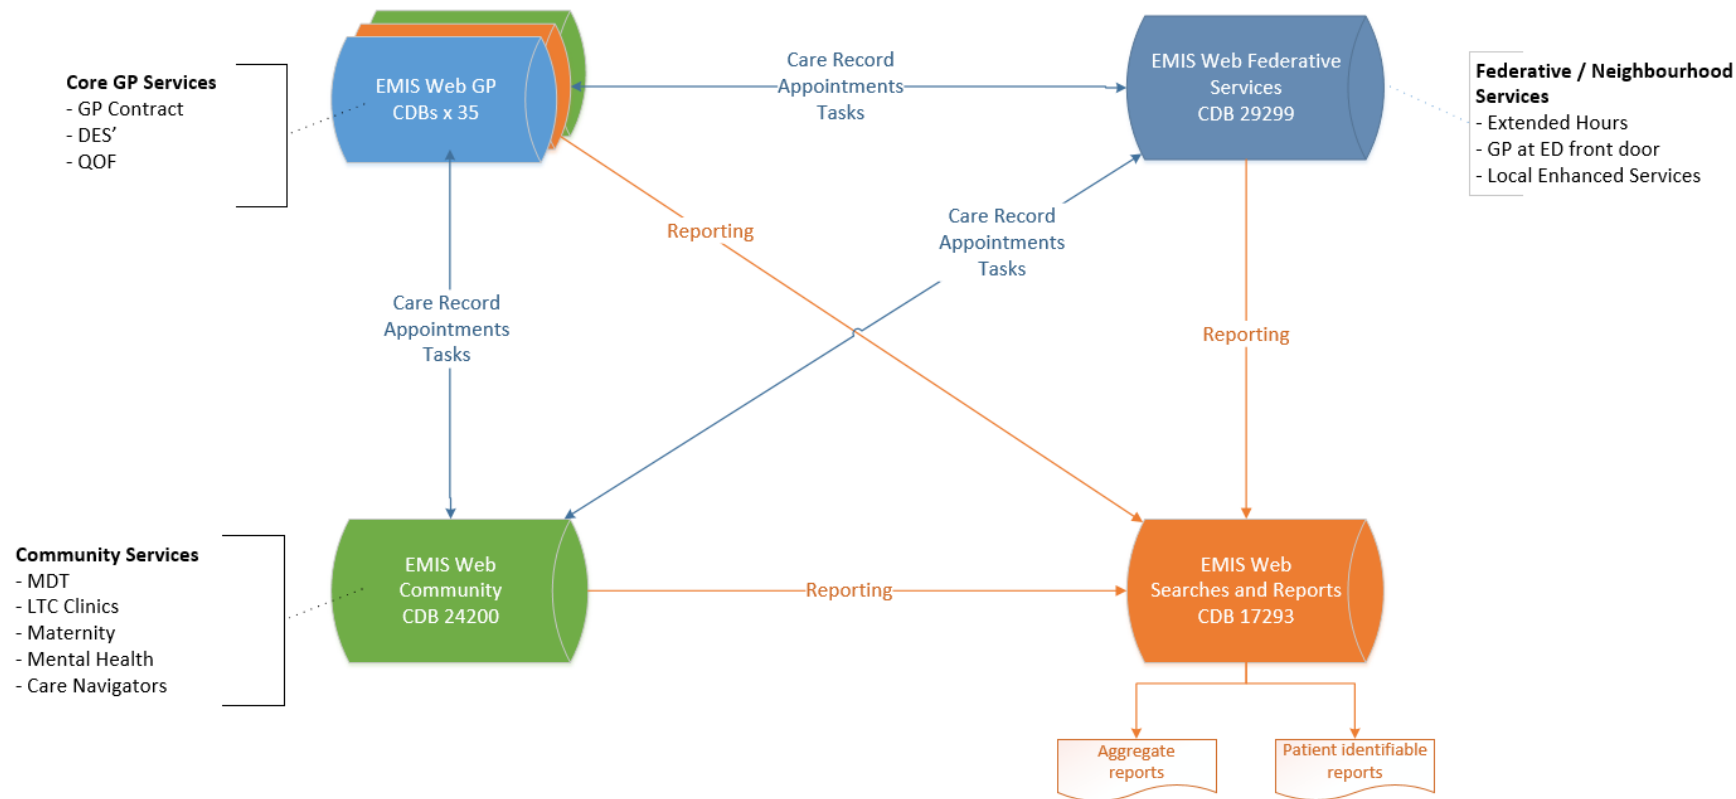 Core GP Services
- GP Contract
- DES’
- QOF
EMIS Web GP
CDBs x 35
Care Record
Appointments
Tasks
EMIS Web Federative
Services
CDB 29299
Federative / Neighbourhood
Services
- Extended Hours
- GP at ED front door
- Local Enhanced Services
Reporting
Care Record
Appointments
Tasks
Care Record
Appointments
Tasks
Reporting
Community Services
- MDT
- LTC Clinics
- Maternity
- Mental Health
- Care Navigators
EMIS Web
Community
CDB 24200
Reporting
EMIS Web
Searches and Reports
CDB 17293
Aggregate
reports
Patient identifiable
reports